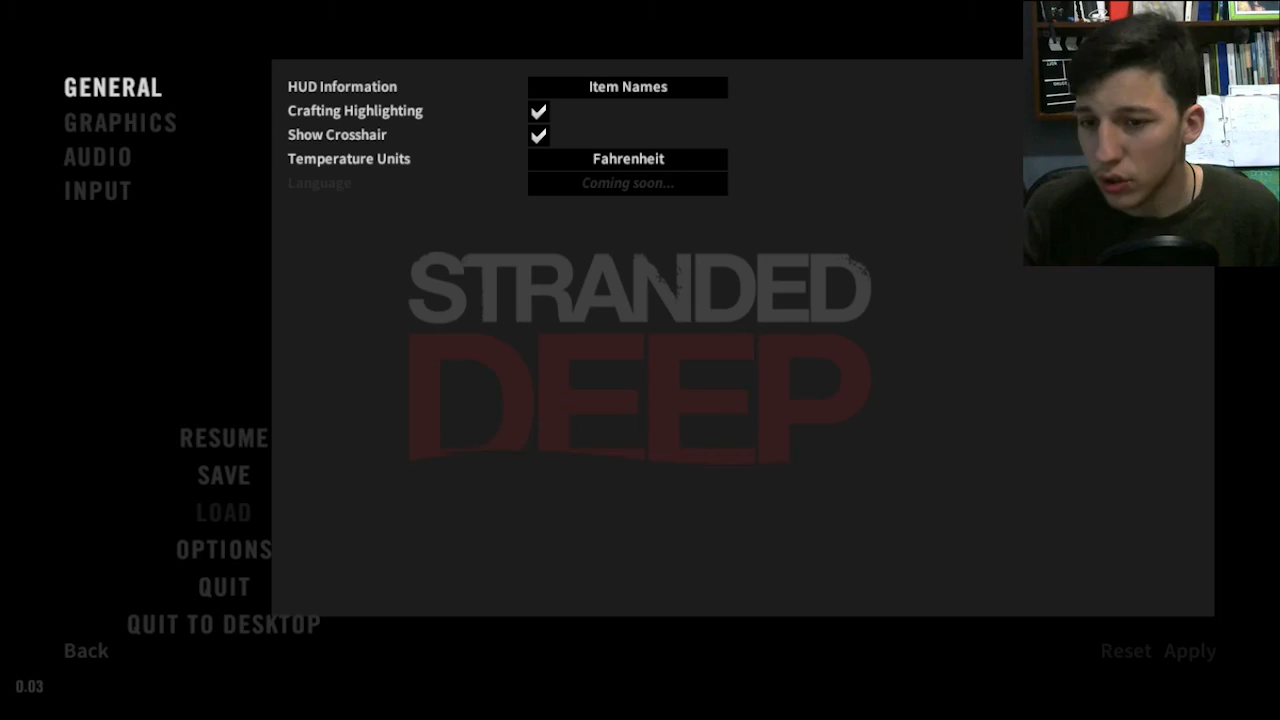 GENERAL
GRAPHICS
AUDIO
INPUT
HUD Information
Item Names
Crafting Highlighting
Show Crosshair
Temperature Units
Fahrenheit
Language
Coming soon...
STRANDED
DEEP
RESUME
SAVE
LOAD
OPTIONS
QUIT
QUIT TO DESKTOP
Back
Reset
Apply
0.03